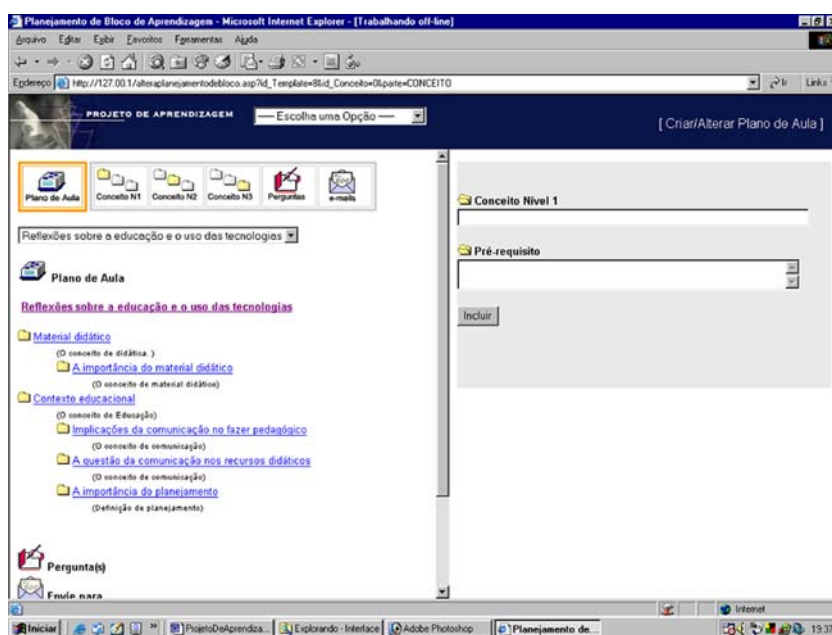 Planejamento de Bloco de Aprendizagem - Microsoft Internet Explorer - [Trabalhando off-line]
Arquivo Editar Exibir Favoritos Ferramentas Ajuda
Endereço http://127.00.1/alteraplanejamentodebloco.asp?id_Template=8&id_Conceito=0&parte=CONCEITO Ir Links
PROJETO DE APRENDIZAGEM
---- Escolha uma Opção ----
[ Criar/Alterar Plano de Aula ]
Plano de Aula Conceito N1 Conceito N2 Conceito N3 Perguntas e-mails
Reflexões sobre a educação e o uso das tecnologias
Plano de Aula
Reflexões sobre a educação e o uso das tecnologias
Material didático
(O conceito de didática. )
A importância do material didático
(O conceito de material didático)
Contexto educacional
(O conceito de Educação)
Implicações da comunicação no fazer pedagógico
(O conceito de comunicação)
A questão da comunicação nos recursos didáticos
(O conceito de comunicação)
A importância do planejamento
(Definição de planejamento)
Pergunta(s)
Envie para
Conceito Nível 1
Pré-requisito
Incluir
Internet
Iniciar
ProjetoDeAprendiza...
Explorando - Interface
Adobe Photoshop
Planejamento de...
19:37